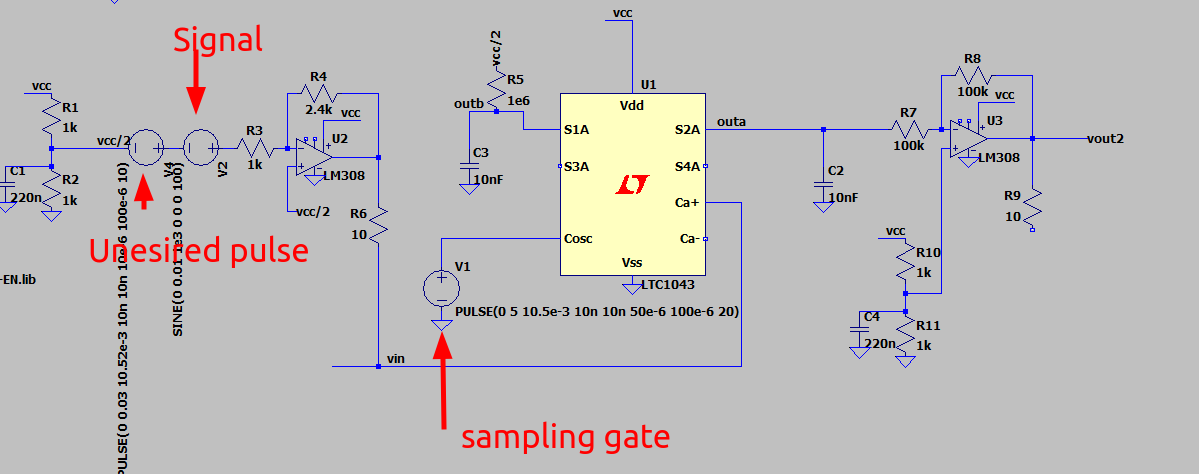 Signal
vcc
R1
1k
vcc/2
C1
220n
R2
1k
V4
V2
R3
1k
R4
2.4k
vcc
U2
LM308
vcc/2
R6
10
Unesired pulse
PULSE(0 0.03 10.52e-3 10n 10n 10e-6 100e-6 10)
SINE(0 0.01 1e3 0 0 0 100)
-EN.lib
vcc
vcc/2
R5
1e6
outb
C3
10nF
U1
Vdd
S1A
S2A
S3A
S4A
Ca+
Cosc
Ca-
Vss
LTC1043
V1
PULSE(0 5 10.5e-3 10n 10n 50e-6 100e-6 20)
vin
sampling gate
outa
C2
10nF
R7
100k
R8
100k
vcc
U3
LM308
vout2
R9
10
vcc
R10
1k
C4
220n
R11
1k